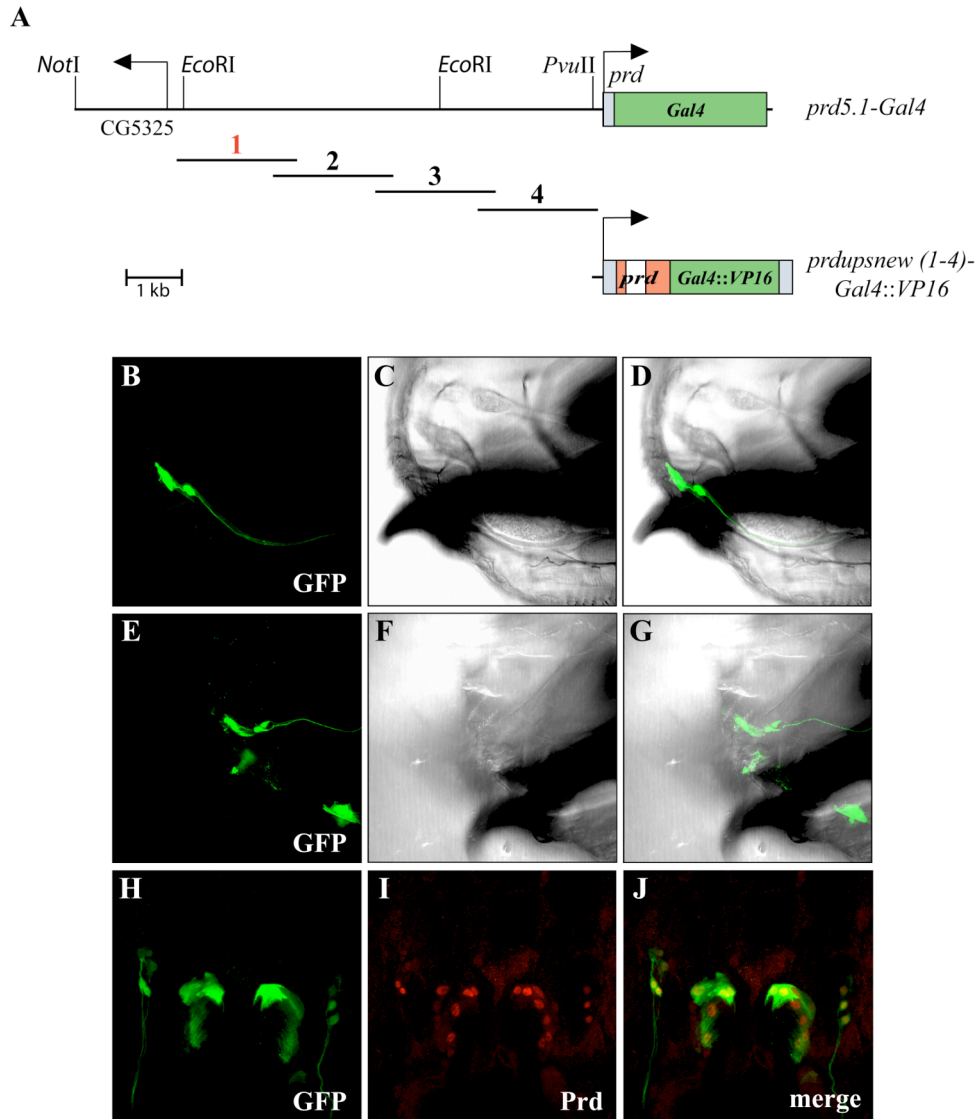 A
NotI
EcoRI
EcoRI
PvuII
prd
Gal4
prd5.1-Gal4
CG5325
1
2
3
4
1 kb
prd
Gal4::VP16
prdupsnew (1-4)-
Gal4::VP16
B
GFP
C
D
E
GFP
F
G
H
GFP
I
Prd
J
merge